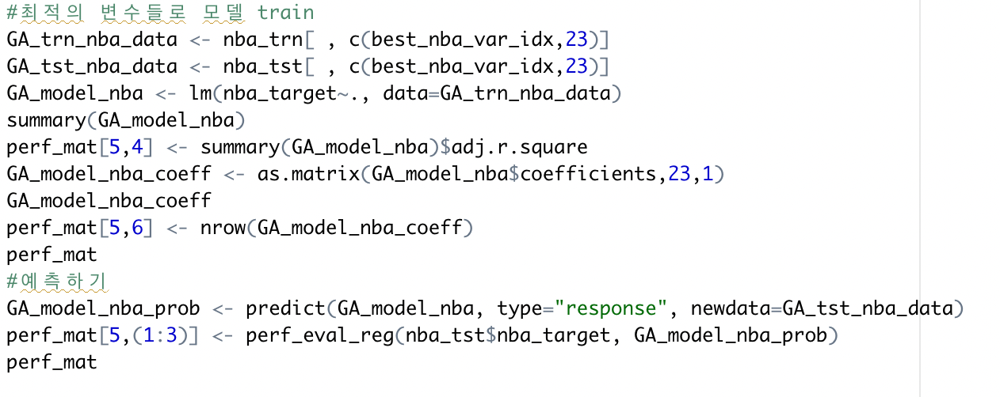 #최적의 변수들로 모델 train
GA_trn_nba_data <- nba_trn[ , c(best_nba_var_idx,23)]
GA_tst_nba_data <- nba_tst[ , c(best_nba_var_idx,23)]
GA_model_nba <- lm(nba_target~., data=GA_trn_nba_data)
summary(GA_model_nba)
perf_mat[5,4] <- summary(GA_model_nba)$adj.r.square
GA_model_nba_coeff <- as.matrix(GA_model_nba$coefficients,23,1)
GA_model_nba_coeff
perf_mat[5,6] <- nrow(GA_model_nba_coeff)
perf_mat
#예측하기
GA_model_nba_prob <- predict(GA_model_nba, type="response", newdata=GA_tst_nba_data)
perf_mat[5,(1:3)] <- perf_eval_reg(nba_tst$nba_target, GA_model_nba_prob)
perf_mat